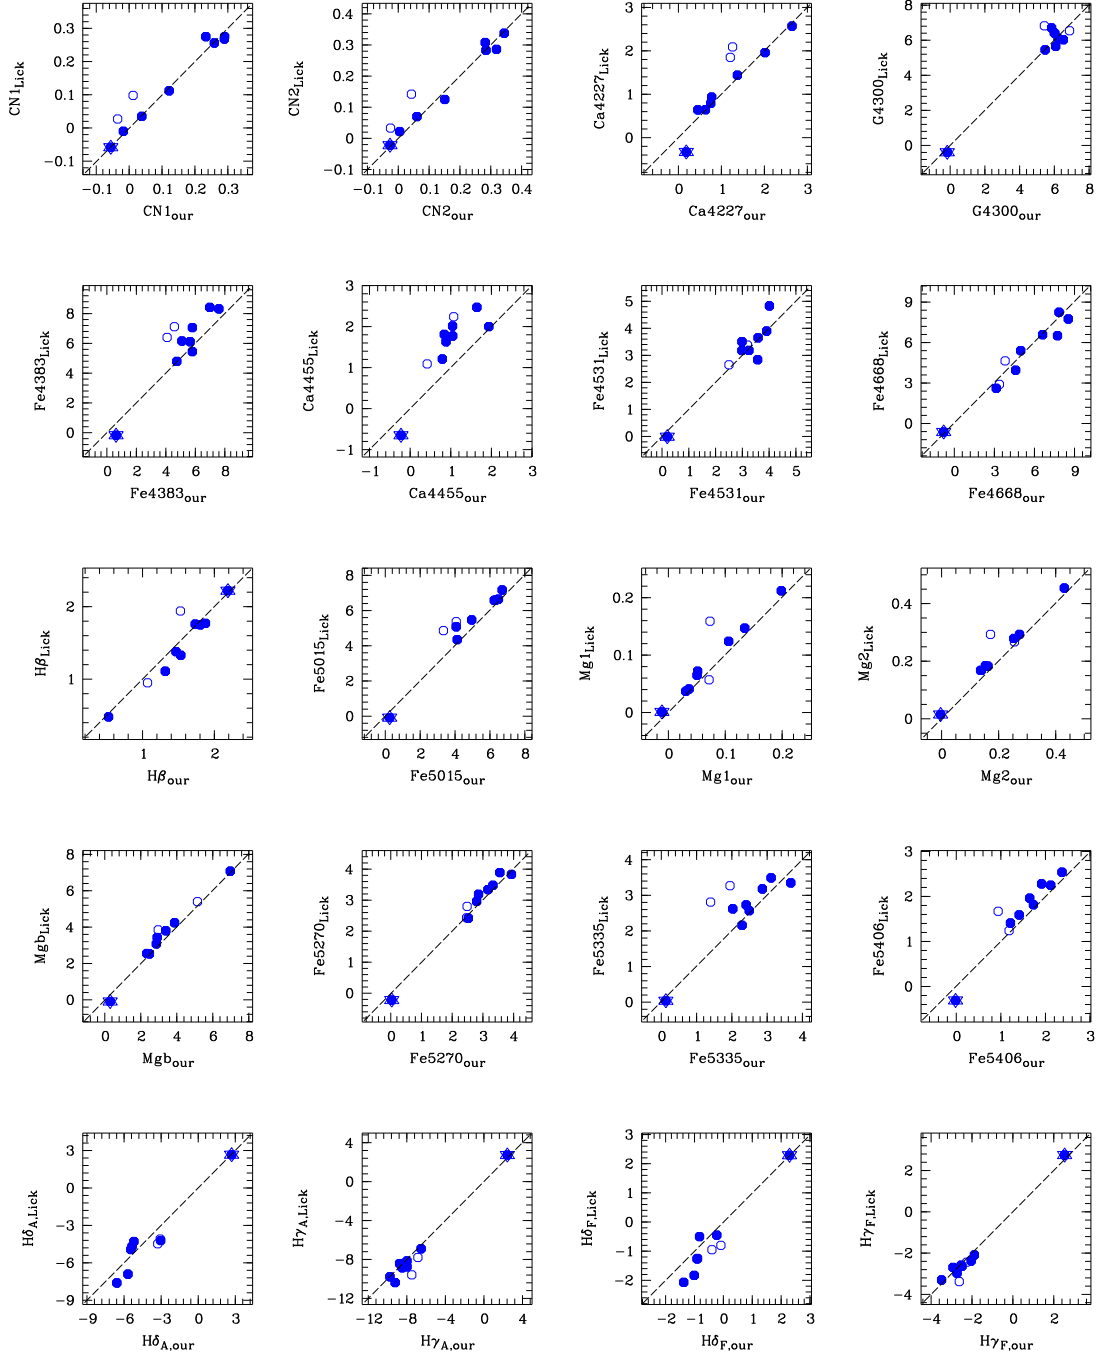 CN1Lick
0.3
0.2
0.1
0
−0.1
−0.1 0 0.1 0.2 0.3
CN1our
CN2Lick
0.4
0.3
0.2
0.1
0
−0.1
−0.1 0 0.1 0.2 0.3 0.4
CN2our
Ca4227Lick
3
2
1
0
0 1 2 3
Ca4227our
G4300Lick
8
6
4
2
0
0 2 4 6 8
G4300our
Fe4383Lick
8
6
4
2
0
0 2 4 6 8
Fe4383our
Ca4455Lick
3
2
1
0
−1
−1 0 1 2 3
Ca4455our
Fe4531Lick
5
4
3
2
1
0
0 1 2 3 4 5
Fe4531our
Fe4668Lick
9
6
3
0
0 3 6 9
Fe4668our
HβLick
2
1
1 2
Hβour
Fe5015Lick
8
6
4
2
0
0 2 4 6 8
Fe5015our
Mg1Lick
0.2
0.1
0
0 0.1 0.2
Mg1our
Mg2Lick
0.4
0.2
0
0 0.2 0.4
Mg2our
MgbLick
8
6
4
2
0
0 2 4 6 8
Mgbour
Fe5270Lick
4
3
2
1
0
0 1 2 3 4
Fe5270our
Fe5335Lick
4
3
2
1
0
0 1 2 3 4
Fe5335our
Fe5406Lick
3
2
1
0
0 1 2 3
Fe5406our
HδA,Lick
3
0
−3
−6
−9
−9 −6 −3 0 3
HδA,our
HγA,Lick
4
0
−4
−8
−12
−12 −8 −4 0 4
HγA,our
HδF,Lick
3
2
1
0
−1
−2
−2 −1 0 1 2 3
HδF,our
HγF,Lick
2
0
−2
−4
−4 −2 0 2 4
HγF,our